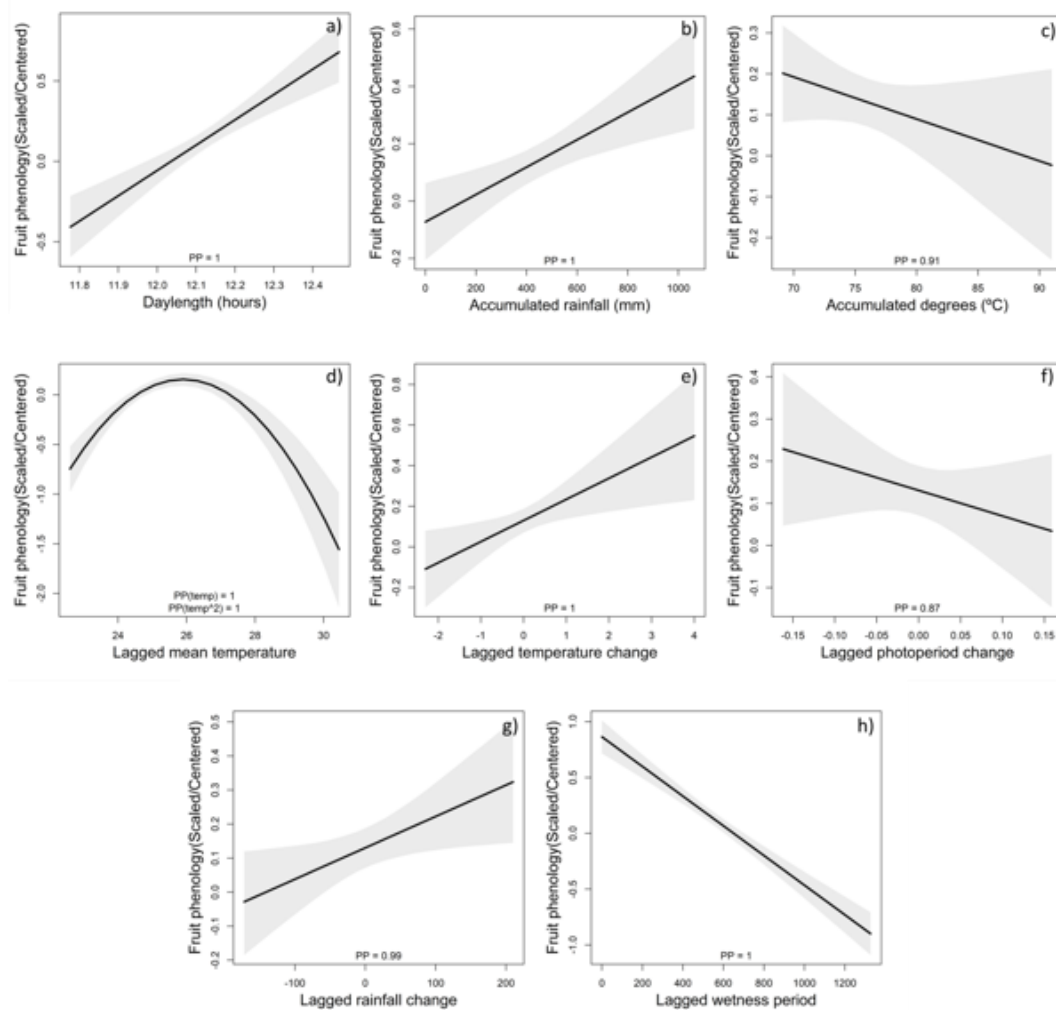 a)
Fruit phenology(Scaled/Centered)
0.5
0.0
-0.5
PP = 1
11.8 11.9 12.0 12.1 12.2 12.3 12.4
Daylength (hours)
b)
Fruit phenology(Scaled/Centered)
0.6
0.4
0.2
0.0
-0.2
PP = 1
0 200 400 600 800 1000
Accumulated rainfall (mm)
c)
Fruit phenology(Scaled/Centered)
0.3
0.2
0.1
0.0
-0.1
-0.2
PP = 0.91
70 75 80 85 90
Accumulated degrees (ºC)
d)
Fruit phenology(Scaled/Centered)
0.0
-0.5
-1.0
-1.5
-2.0
PP(temp) = 1
PP(temp^2) = 1
24 26 28 30
Lagged mean temperature
e)
Fruit phenology(Scaled/Centered)
0.8
0.6
0.4
0.2
0.0
-0.2
PP = 1
-2 -1 0 1 2 3 4
Lagged temperature change
f)
Fruit phenology(Scaled/Centered)
0.4
0.3
0.2
0.1
0.0
-0.1
PP = 0.87
-0.15 -0.10 -0.05 0.00 0.05 0.10 0.15
Lagged photoperiod change
g)
Fruit phenology(Scaled/Centered)
0.5
0.4
0.3
0.2
0.1
0.0
-0.1
-0.2
PP = 0.99
-100 0 100 200
Lagged rainfall change
h)
Fruit phenology(Scaled/Centered)
1.0
0.5
0.0
-0.5
-1.0
PP = 1
0 200 400 600 800 1000 1200
Lagged wetness period